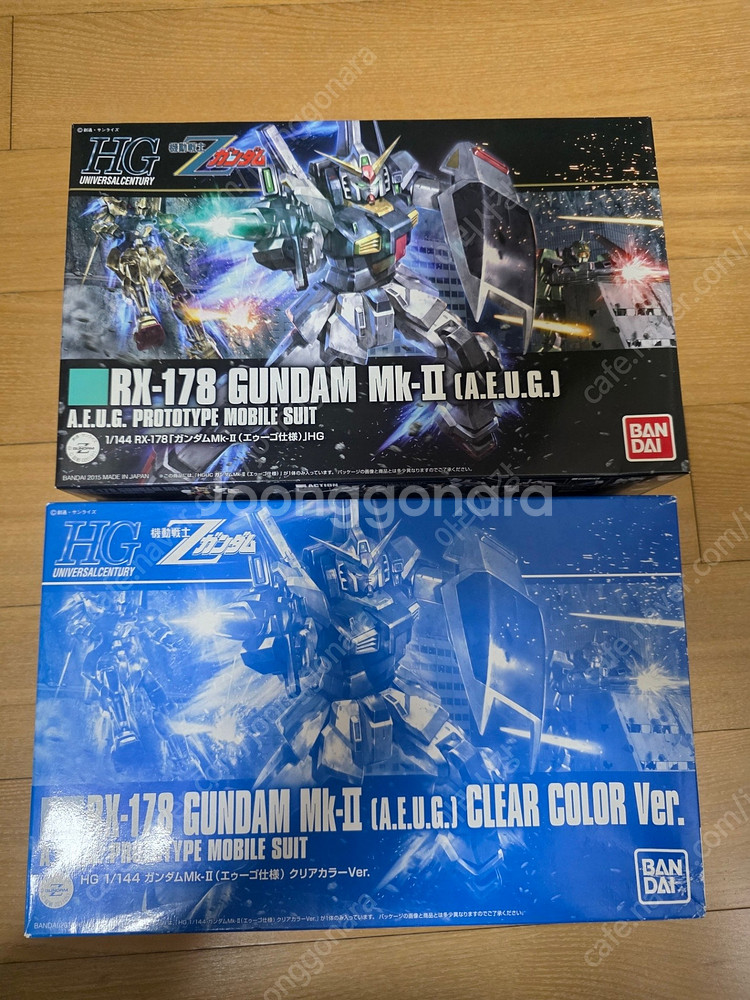 ©創通・サンライズ
HG
UNIVERSALCENTURY
機動戦士
Zガンダム
RX-178 GUNDAM Mk-II (A.E.U.G.)
A.E.U.G. PROTOTYPE MOBILE SUIT
1/144 RX-178「ガンダムMk-II(エゥーゴ仕様)」HG
BANDAI 2015 MADE IN JAPAN
BAN
DAI
ACTION
Joonggonara
©創通・サンライズ
HG
UNIVERSALCENTURY
機動戦士
Zガンダム
RX-178 GUNDAM Mk-II (A.E.U.G.) CLEAR COLOR Ver.
PROTOTYPE MOBILE SUIT
HG 1/144 ガンダムMk-II(エゥーゴ仕様) クリアカラーVer.
BAN
DAI